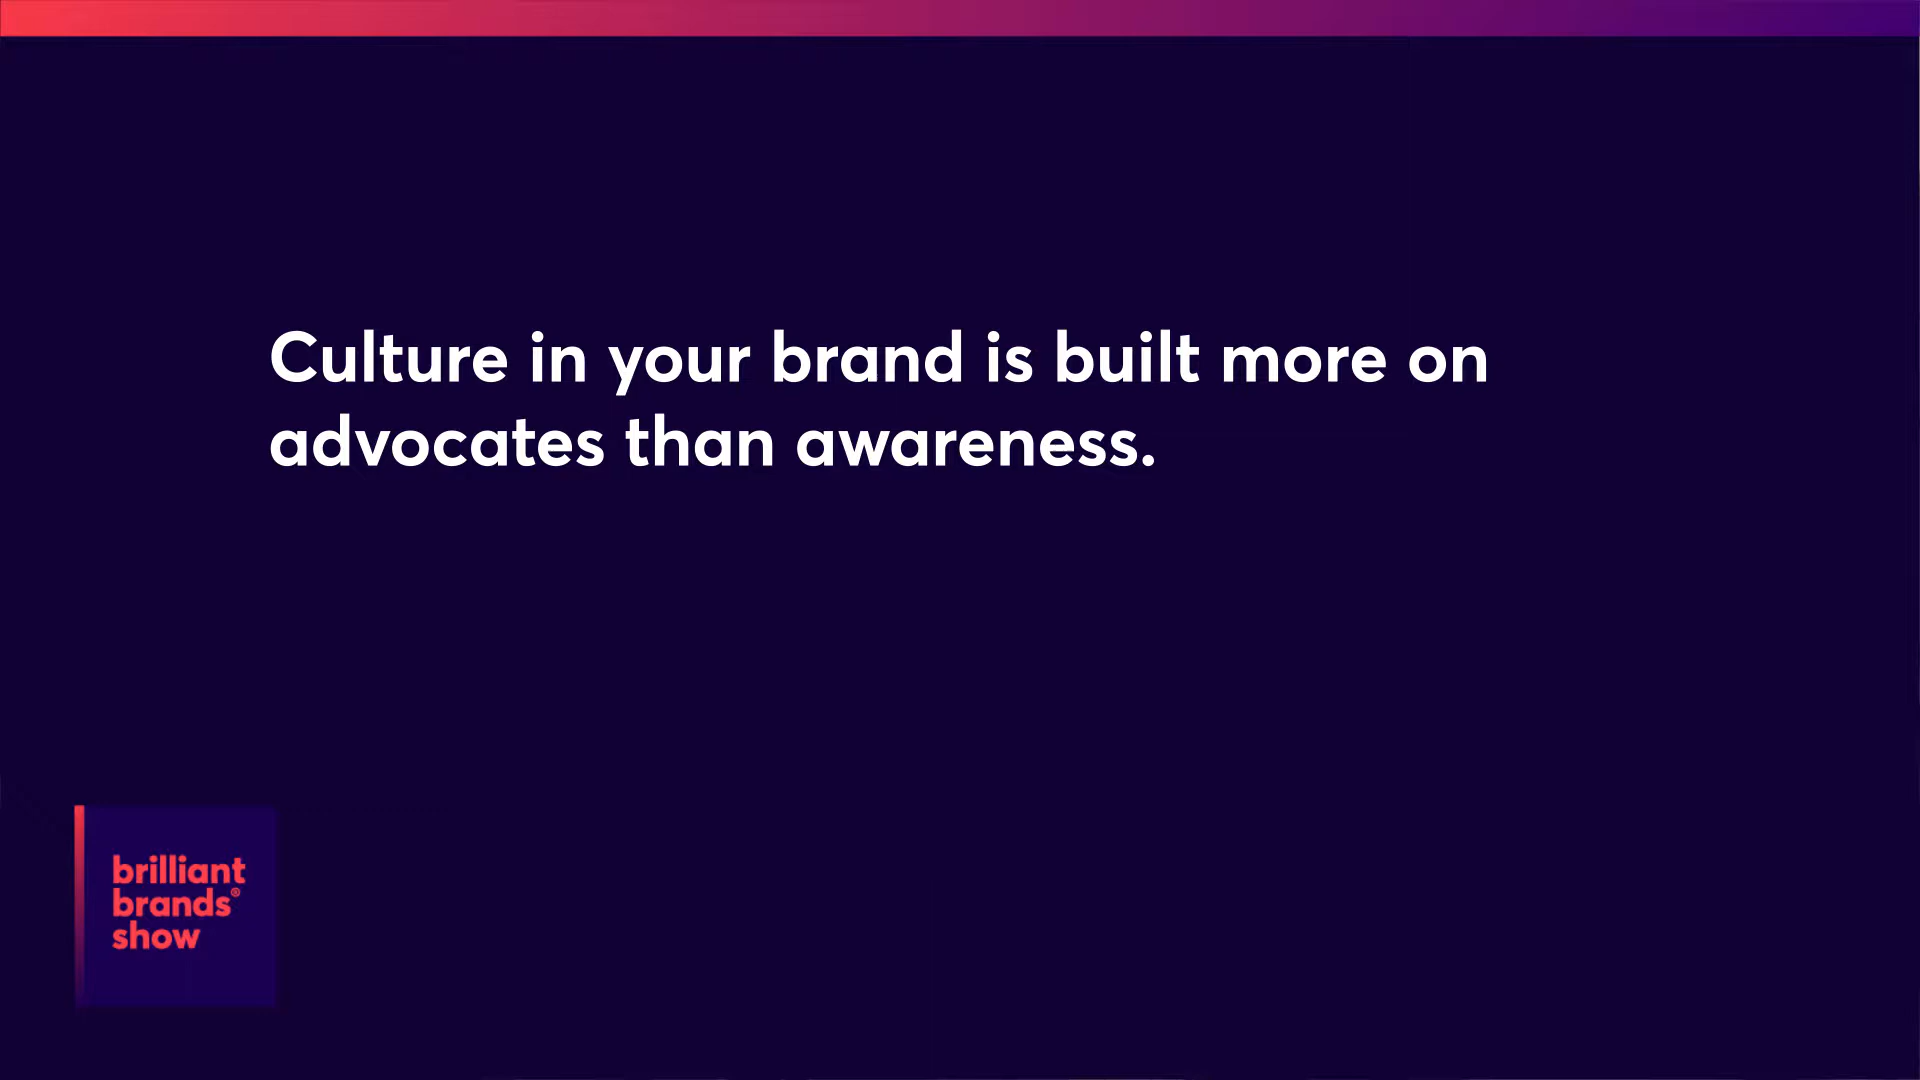 Culture in your brand is built more on
advocates than awareness.
brilliant
brands®
show